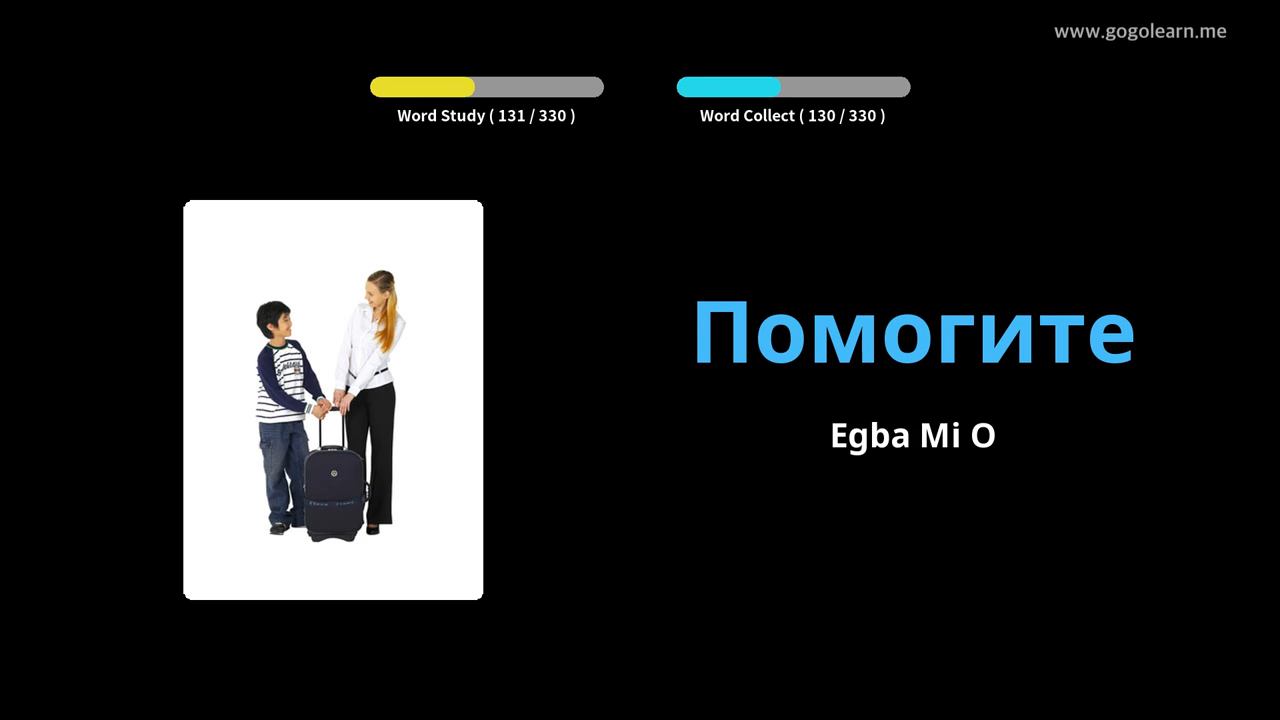 www.gogolearn.me
Word Study ( 131 / 330 )
Word Collect ( 130 / 330 )
Помогите
Egba Mi O